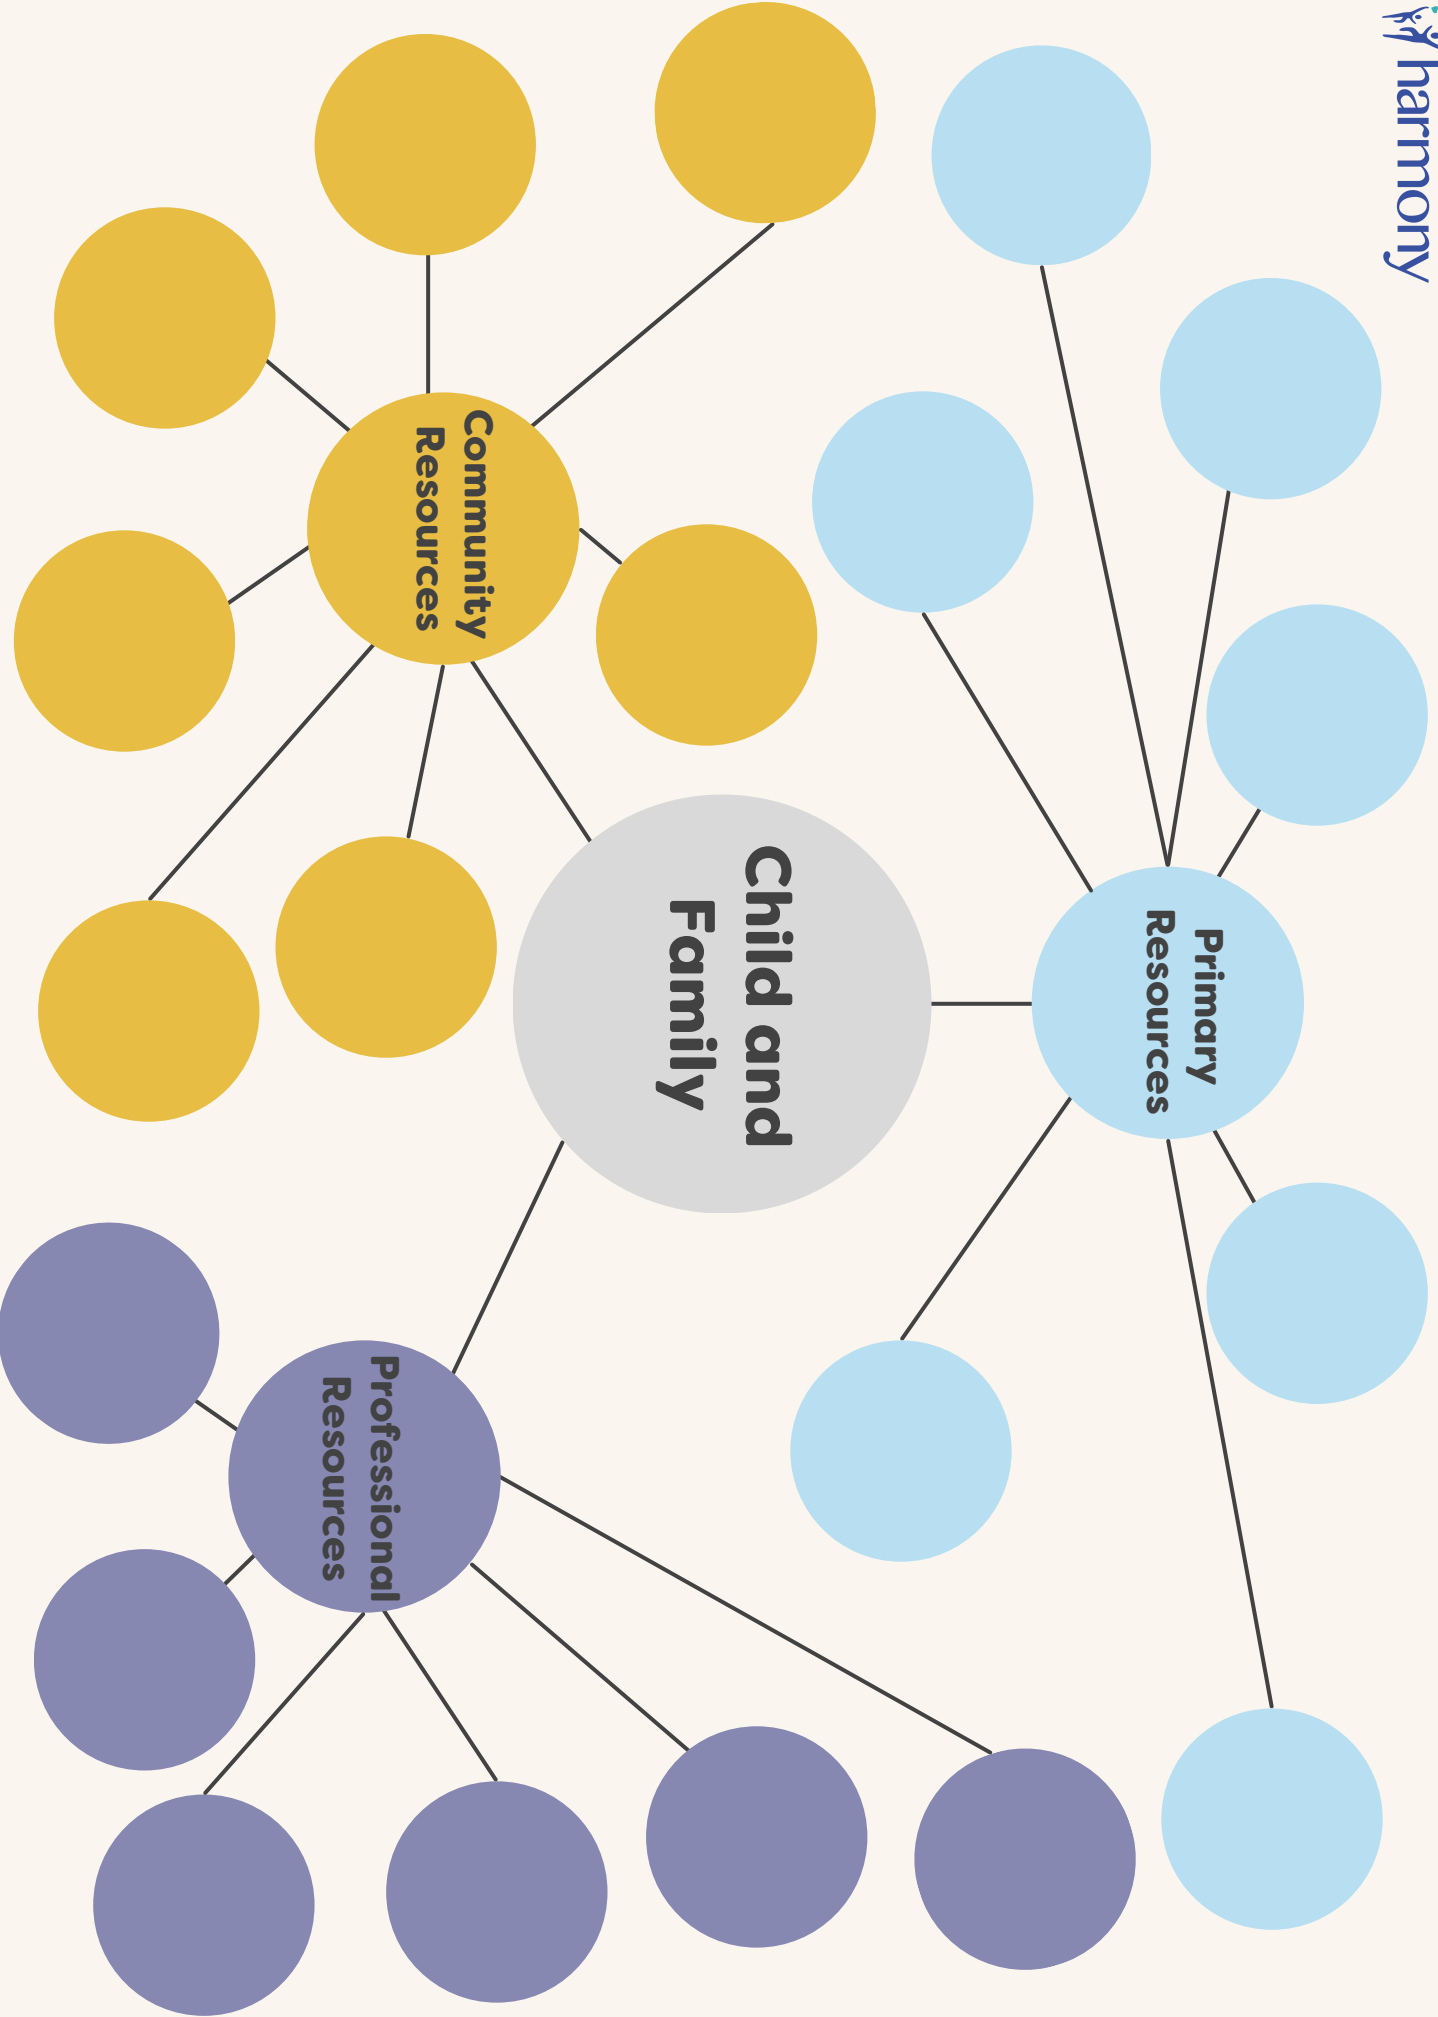 harmony
Primary
Resources
Child and
Family
Community
Resources
Professional
Resources